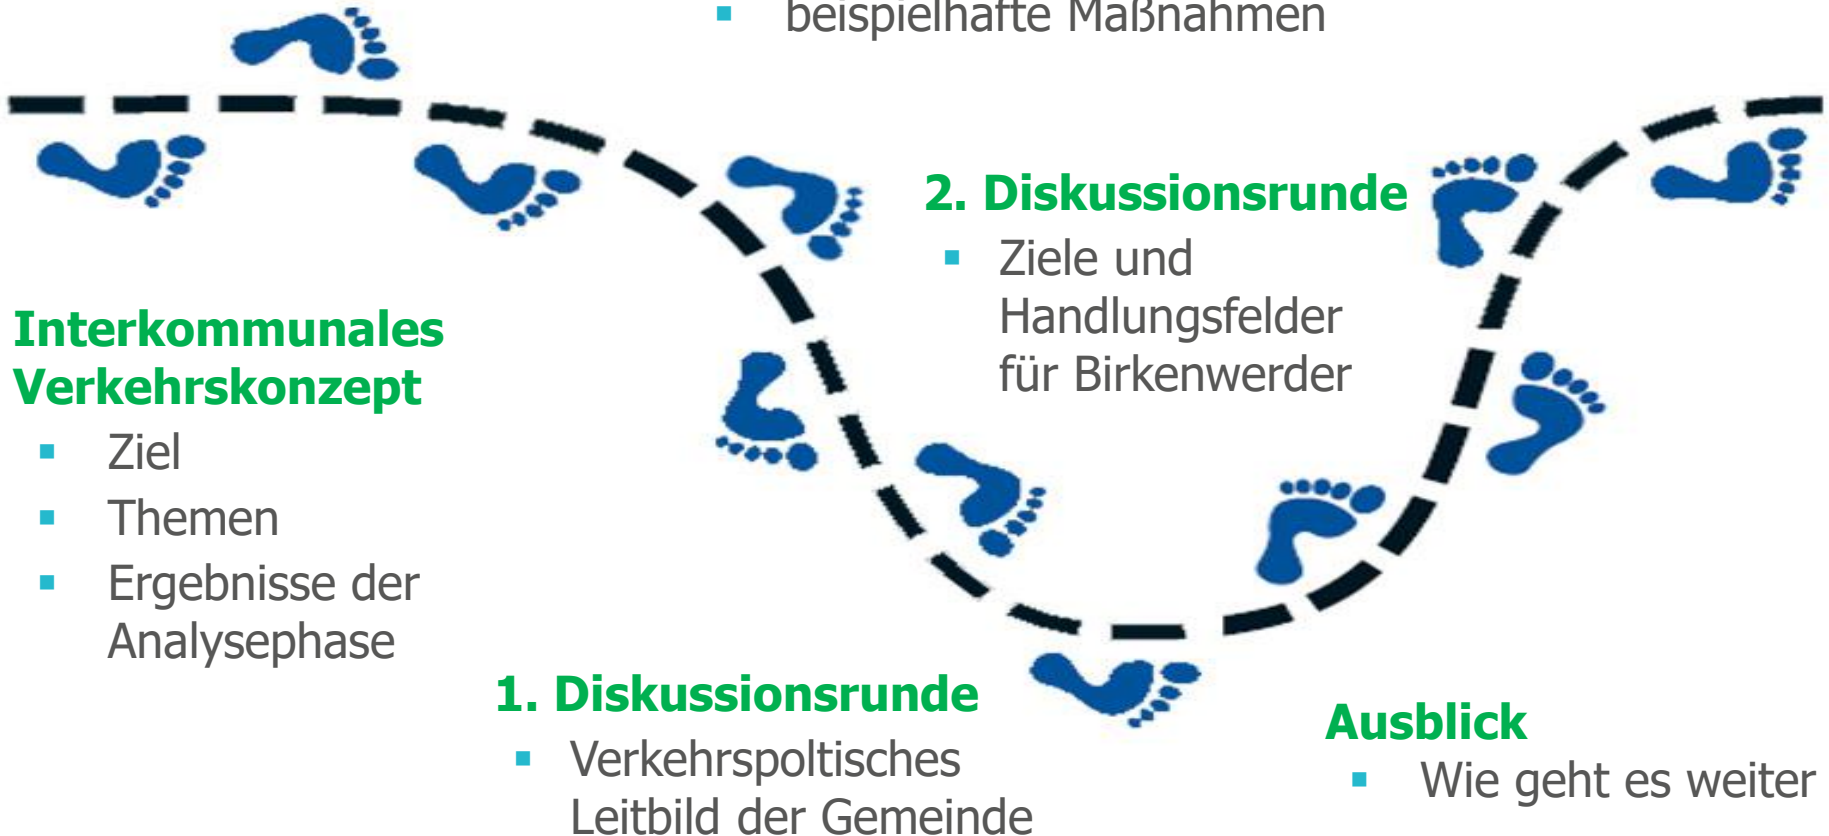 ▪ beispielhafte Maßnahmen
Interkommunales
Verkehrskonzept
▪ Ziel
▪ Themen
▪ Ergebnisse der
Analysephase
1. Diskussionsrunde
▪ Verkehrspoltisches
Leitbild der Gemeinde
2. Diskussionsrunde
▪ Ziele und
Handlungsfelder
für Birkenwerder
Ausblick
▪ Wie geht es weiter